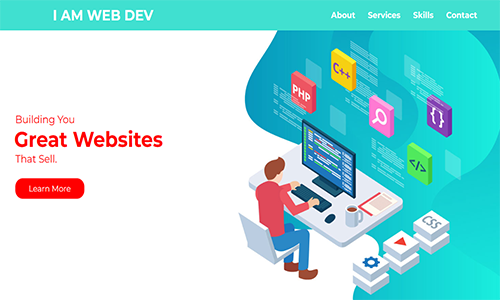 I AM WEB DEV
About Services Skills Contact
Building You
Great Websites
That Sell.
Learn More
C++
PHP
{}
</>
CSS